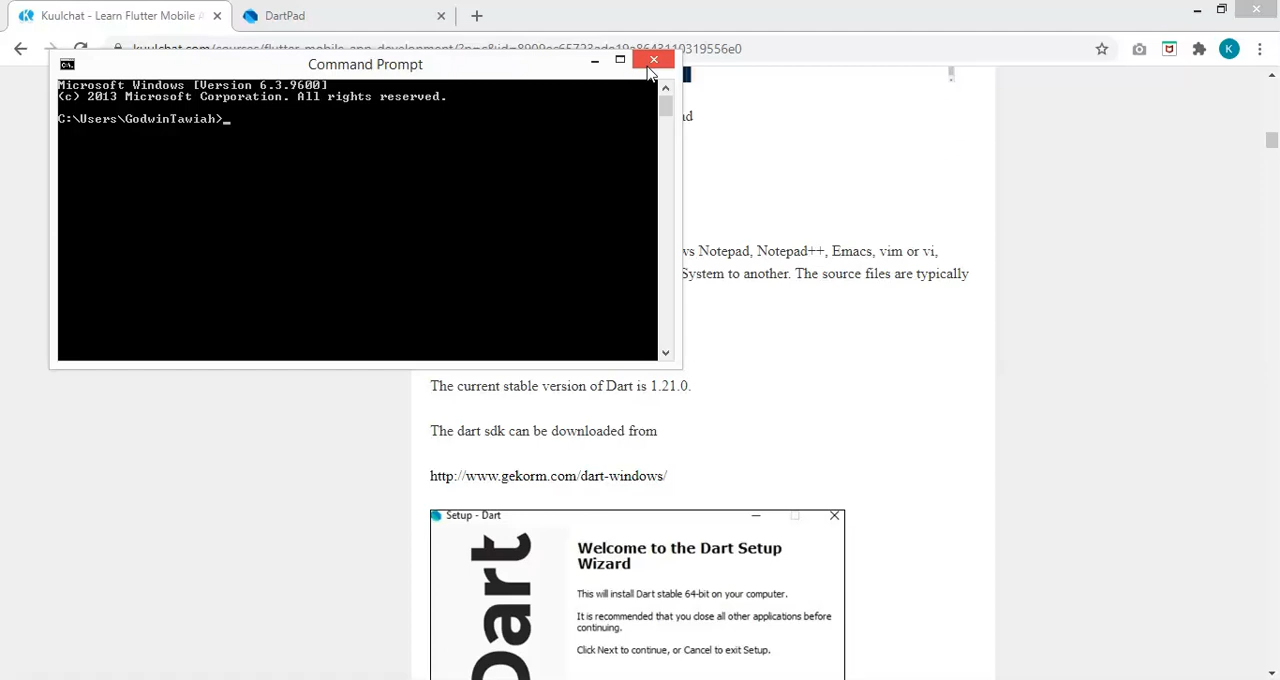 Kuulchat - Learn Flutter Mobile
DartPad
Command Prompt
Microsoft Windows [Version 6.3.9600]
(c) 2013 Microsoft Corporation. All rights reserved.
C:\Users\GodwinTawiah>_
K
Notepad, Notepad++, Emacs, vim or vi,
System to another. The source files are typically
The current stable version of Dart is 1.21.0.
The dart sdk can be downloaded from
http://www.gekorm.com/dart-windows/
Setup - Dart
Dart
Welcome to the Dart Setup
Wizard
This will install Dart stable 64-bit on your computer.
It is recommended that you close all other applications before
continuing.
Click Next to continue, or Cancel to exit Setup.